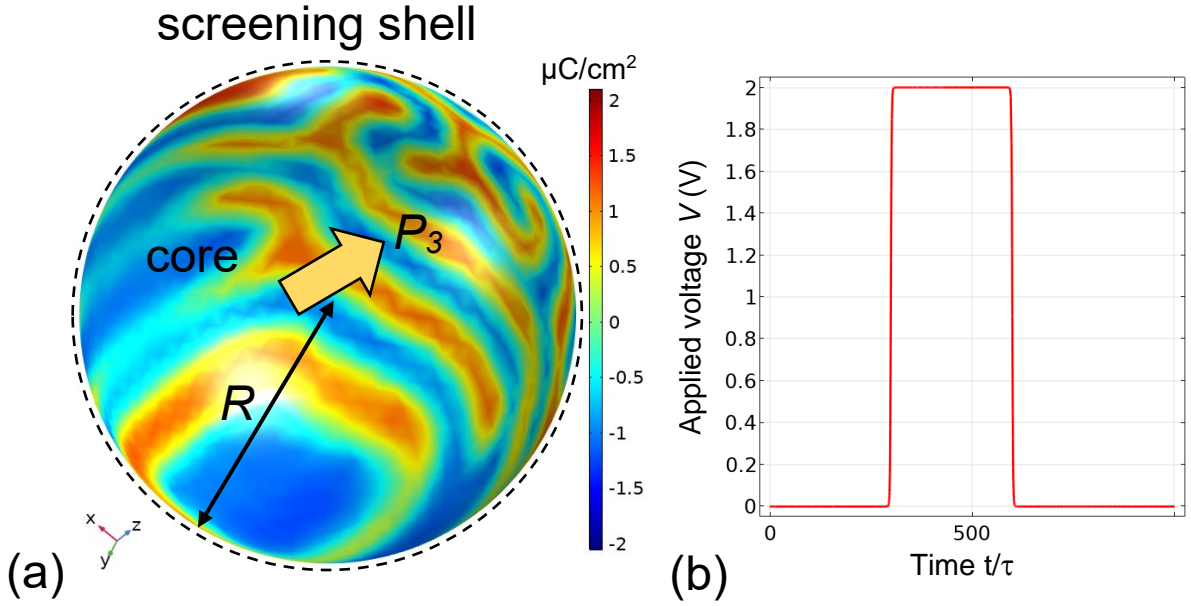 screening shell
µC/cm²
2
1.5
1
0.5
0
-0.5
-1
-1.5
-2
core
P₃
R
x
z
y
(a)
2
1.8
1.6
1.4
1.2
1
0.8
0.6
0.4
0.2
0
Applied voltage V (V)
0
500
Time t/τ
(b)